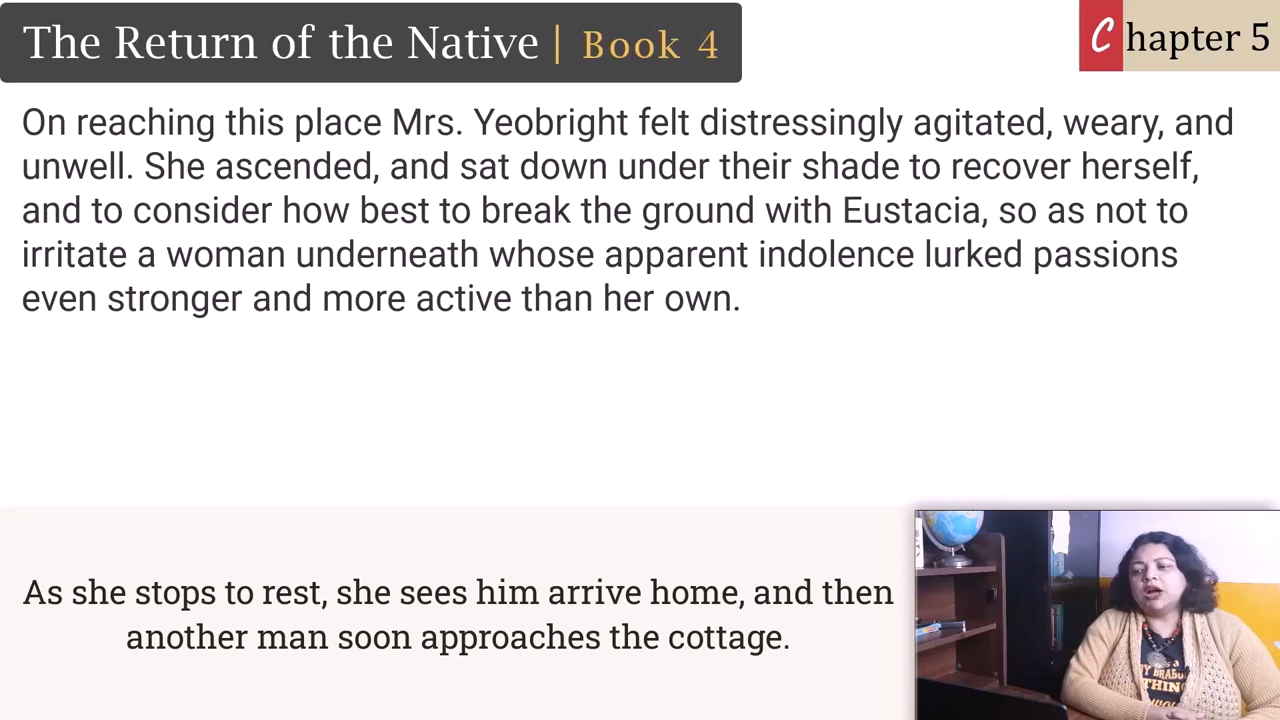 The Return of the Native | Book 4
Chapter 5
On reaching this place Mrs. Yeobright felt distressingly agitated, weary, and
unwell. She ascended, and sat down under their shade to recover herself,
and to consider how best to break the ground with Eustacia, so as not to
irritate a woman underneath whose apparent indolence lurked passions
even stronger and more active than her own.
As she stops to rest, she sees him arrive home, and then
another man soon approaches the cottage.
THING